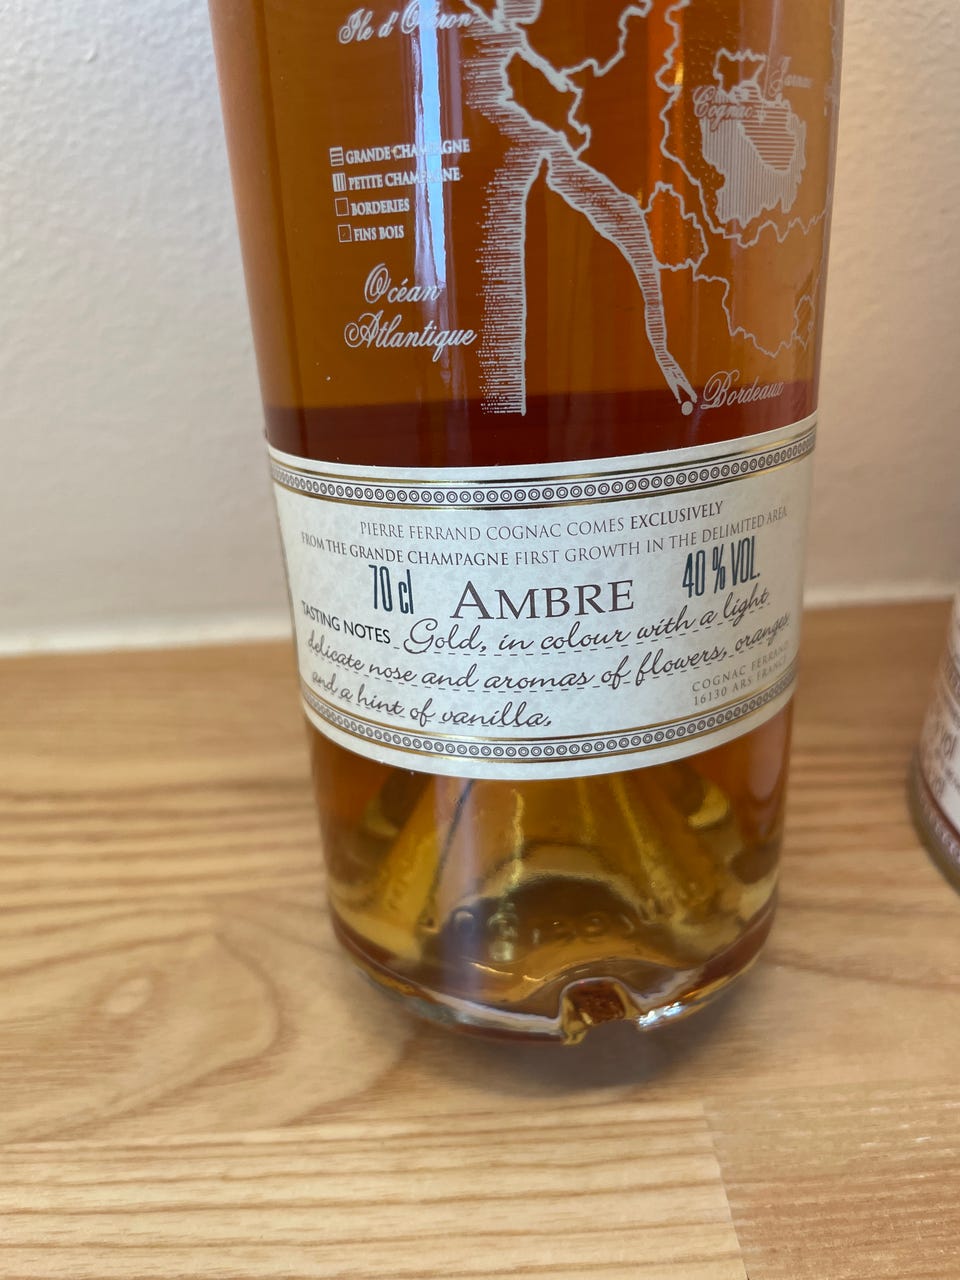 Ile d'Oléron
Jarnac
Cognac
GRANDE CHAMPAGNE
PETITE CHAMPAGNE
BORDERIES
FINS BOIS
Océan
Atlantique
Bordeaux
PIERRE FERRAND COGNAC COMES EXCLUSIVELY
FROM THE GRANDE CHAMPAGNE FIRST GROWTH IN THE DELIMITED AREA
70 cl AMBRE 40 % VOL.
TASTING NOTES Gold, in colour with a light
delicate nose and aromas of flowers, oranges
and a hint of vanilla,
COGNAC FERRAND
16130 ARS FRANCE